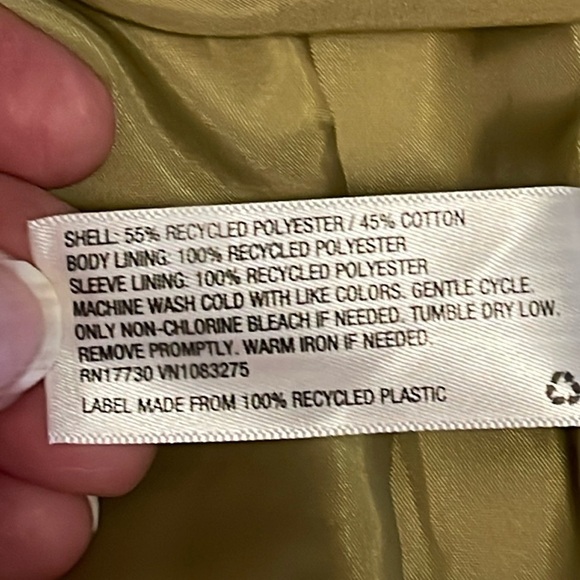 SHELL: 55% RECYCLED POLYESTER / 45% COTTON
BODY LINING: 100% RECYCLED POLYESTER
SLEEVE LINING: 100% RECYCLED POLYESTER
MACHINE WASH COLD WITH LIKE COLORS. GENTLE CYCLE.
ONLY NON-CHLORINE BLEACH IF NEEDED. TUMBLE DRY LOW.
REMOVE PROMPTLY. WARM IRON IF NEEDED.
RN17730 VN1083275
LABEL MADE FROM 100% RECYCLED PLASTIC